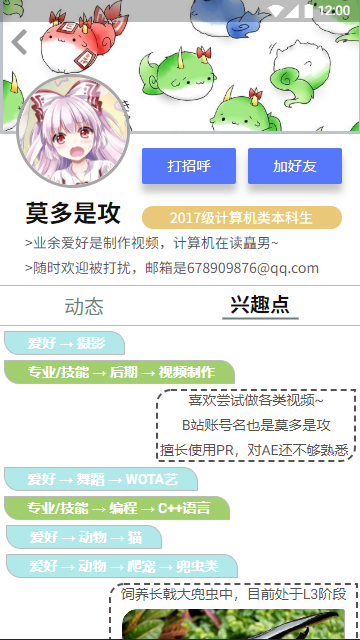 12:00
打招呼
加好友
莫多是攻
2017级计算机类本科生
>业余爱好是制作视频，计算机在读矗男~
>随时欢迎被打扰，邮箱是678909876@qq.com
动态
兴趣点
爱好 → 摄影
专业/技能 → 后期 → 视频制作
喜欢尝试做各类视频~
B站账号名也是莫多是攻
擅长使用PR，对AE还不够熟悉
爱好 → 舞蹈 → WOTA艺
专业/技能 → 编程 → C++语言
爱好 → 动物 → 猫
爱好 → 动物 → 爬宠 → 兜虫类
饲养长戟大兜虫中，目前处于L3阶段